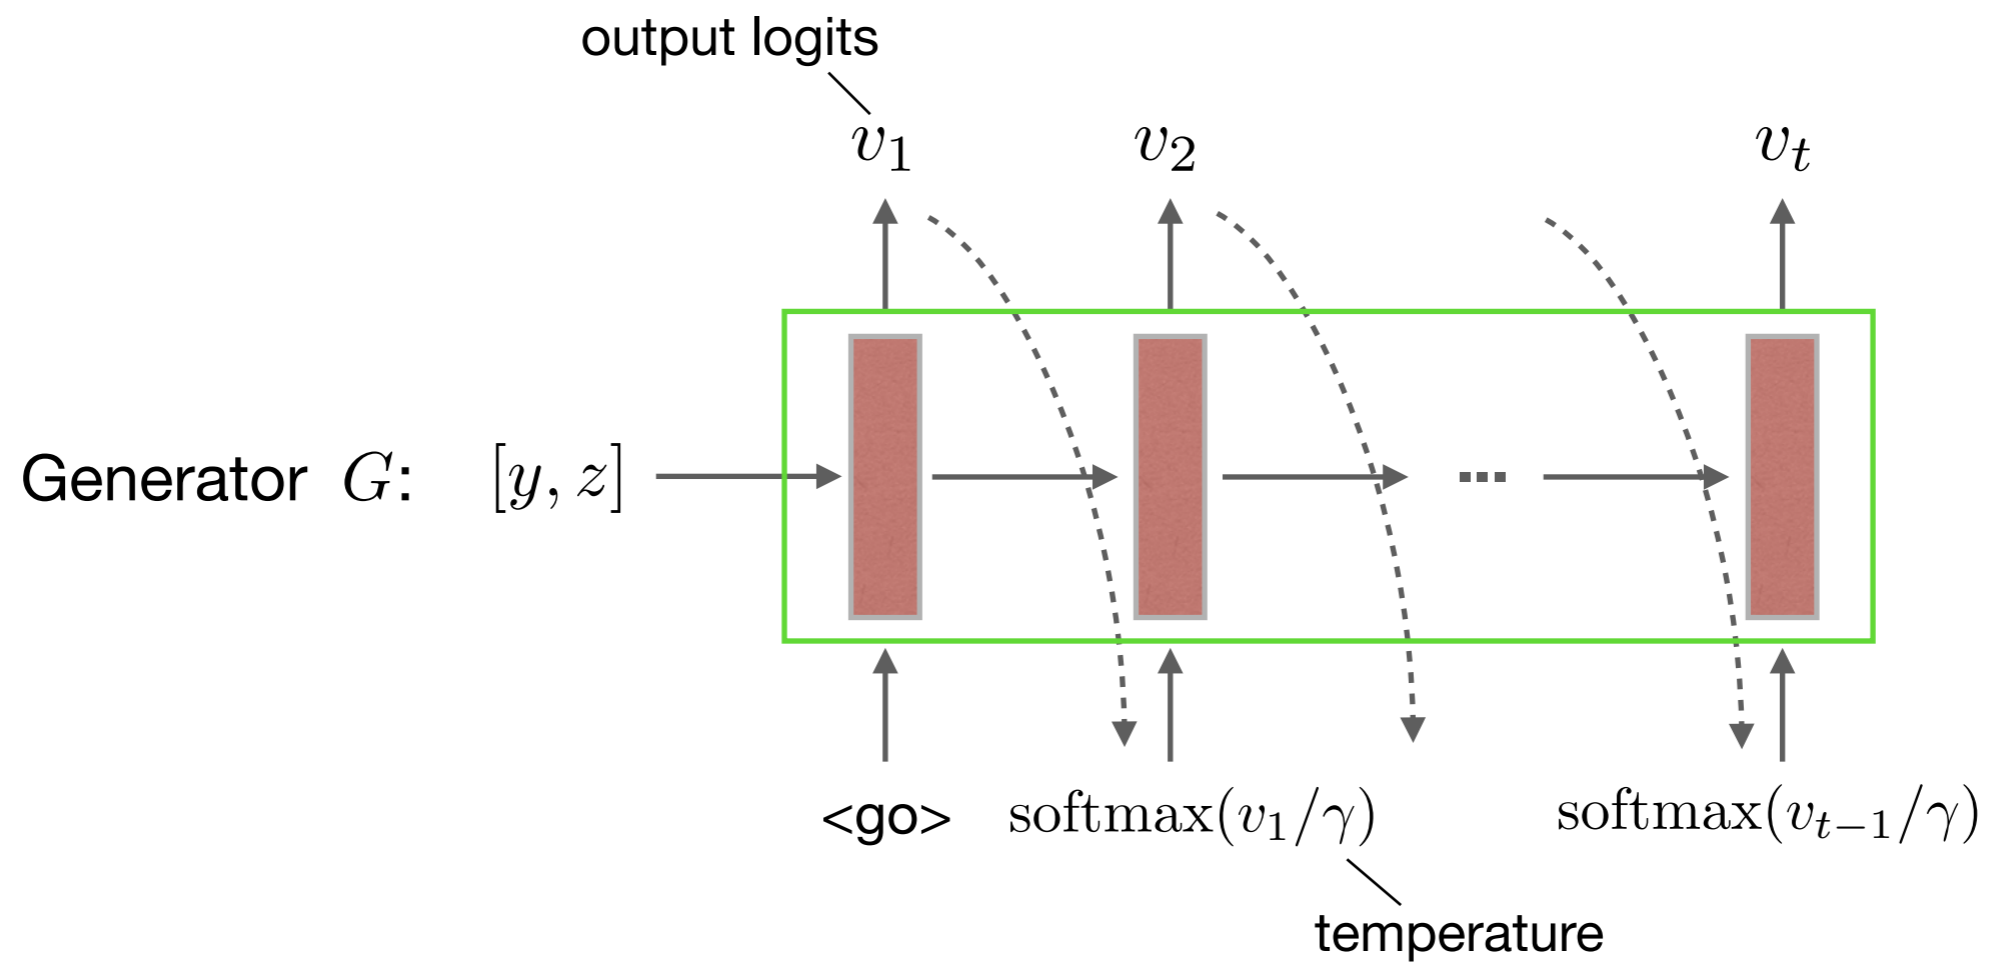 output logits
v₁ v₂ vₜ
Generator G: [y, z] ...
<go> softmax(v₁/γ) softmax(vₜ₋₁/γ)
temperature